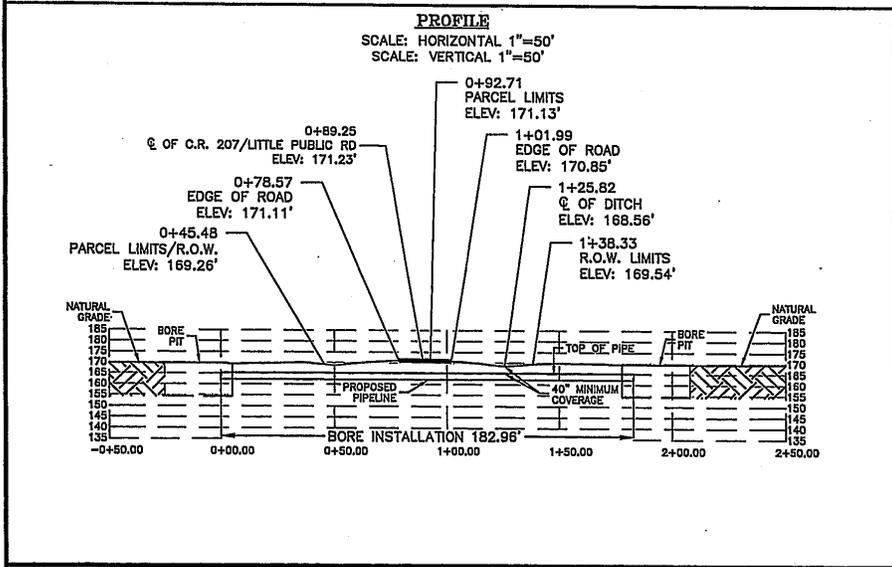 PROFILE
SCALE: HORIZONTAL 1"=50'
SCALE: VERTICAL 1"=50'
0+92.71
PARCEL LIMITS
ELEV: 171.13'
0+89.25
℄ OF C.R. 207/LITTLE PUBLIC RD
ELEV: 171.23'
1+01.99
EDGE OF ROAD
ELEV: 170.85'
0+78.57
EDGE OF ROAD
ELEV: 171.11'
1+25.82
℄ OF DITCH
ELEV: 168.56'
0+45.48
PARCEL LIMITS/R.O.W.
ELEV: 169.26'
1+38.33
R.O.W. LIMITS
ELEV: 169.54'
NATURAL
GRADE
BORE
PIT
TOP OF PIPE
BORE
PIT
NATURAL
GRADE
185
180
175
170
165
160
155
150
145
140
135
PROPOSED
PIPELINE
40" MINIMUM
COVERAGE
185
180
175
170
165
160
155
150
145
140
135
BORE INSTALLATION 182.96'
-0+50.00
0+00.00
0+50.00
1+00.00
1+50.00
2+00.00
2+50.00